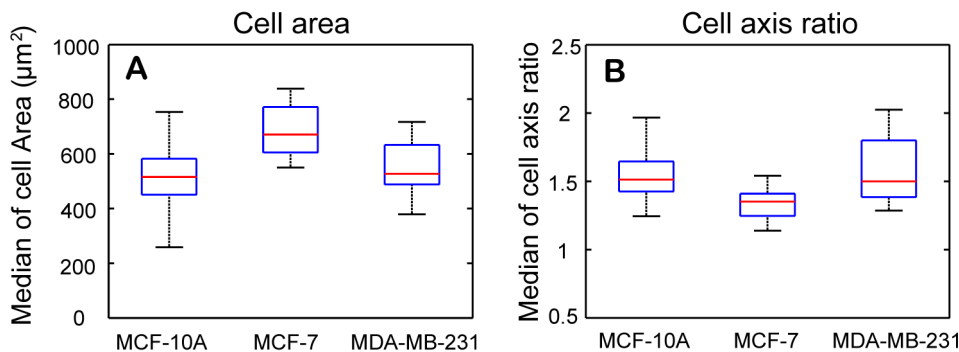 Cell area
A
Median of cell Area (µm²)
1000
800
600
400
200
0
MCF-10A MCF-7 MDA-MB-231
Cell axis ratio
B
Median of cell axis ratio
2.5
2
1.5
1
0.5
MCF-10A MCF-7 MDA-MB-231